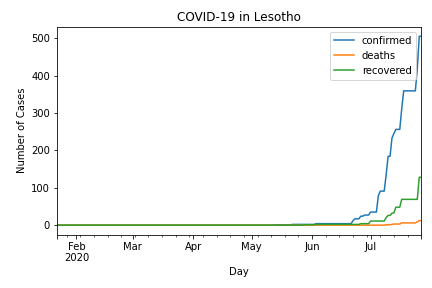 COVID-19 in Lesotho
confirmed
deaths
recovered
Number of Cases
500
400
300
200
100
0
Feb
2020
Mar
Apr
May
Jun
Jul
Day